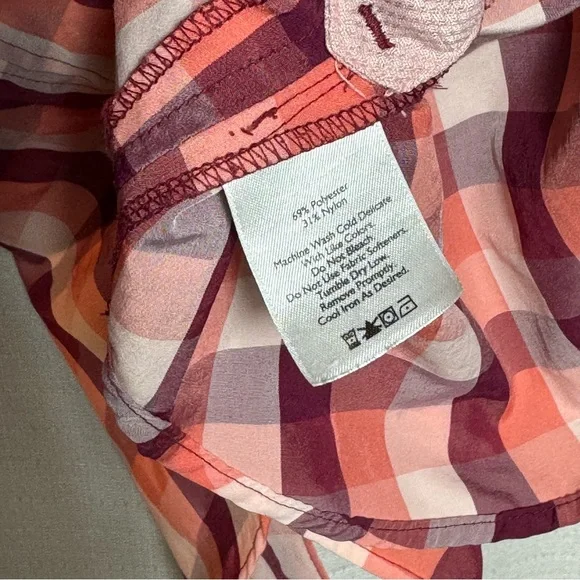 69% Polyester
31% Nylon
Machine Wash Cold Delicate
Wich Like Colors.
Do Not Bleach.
Do Not Use Fabric Softeners.
Tumble Dry Low.
Remove Promptly.
Cool Iron As Desired.